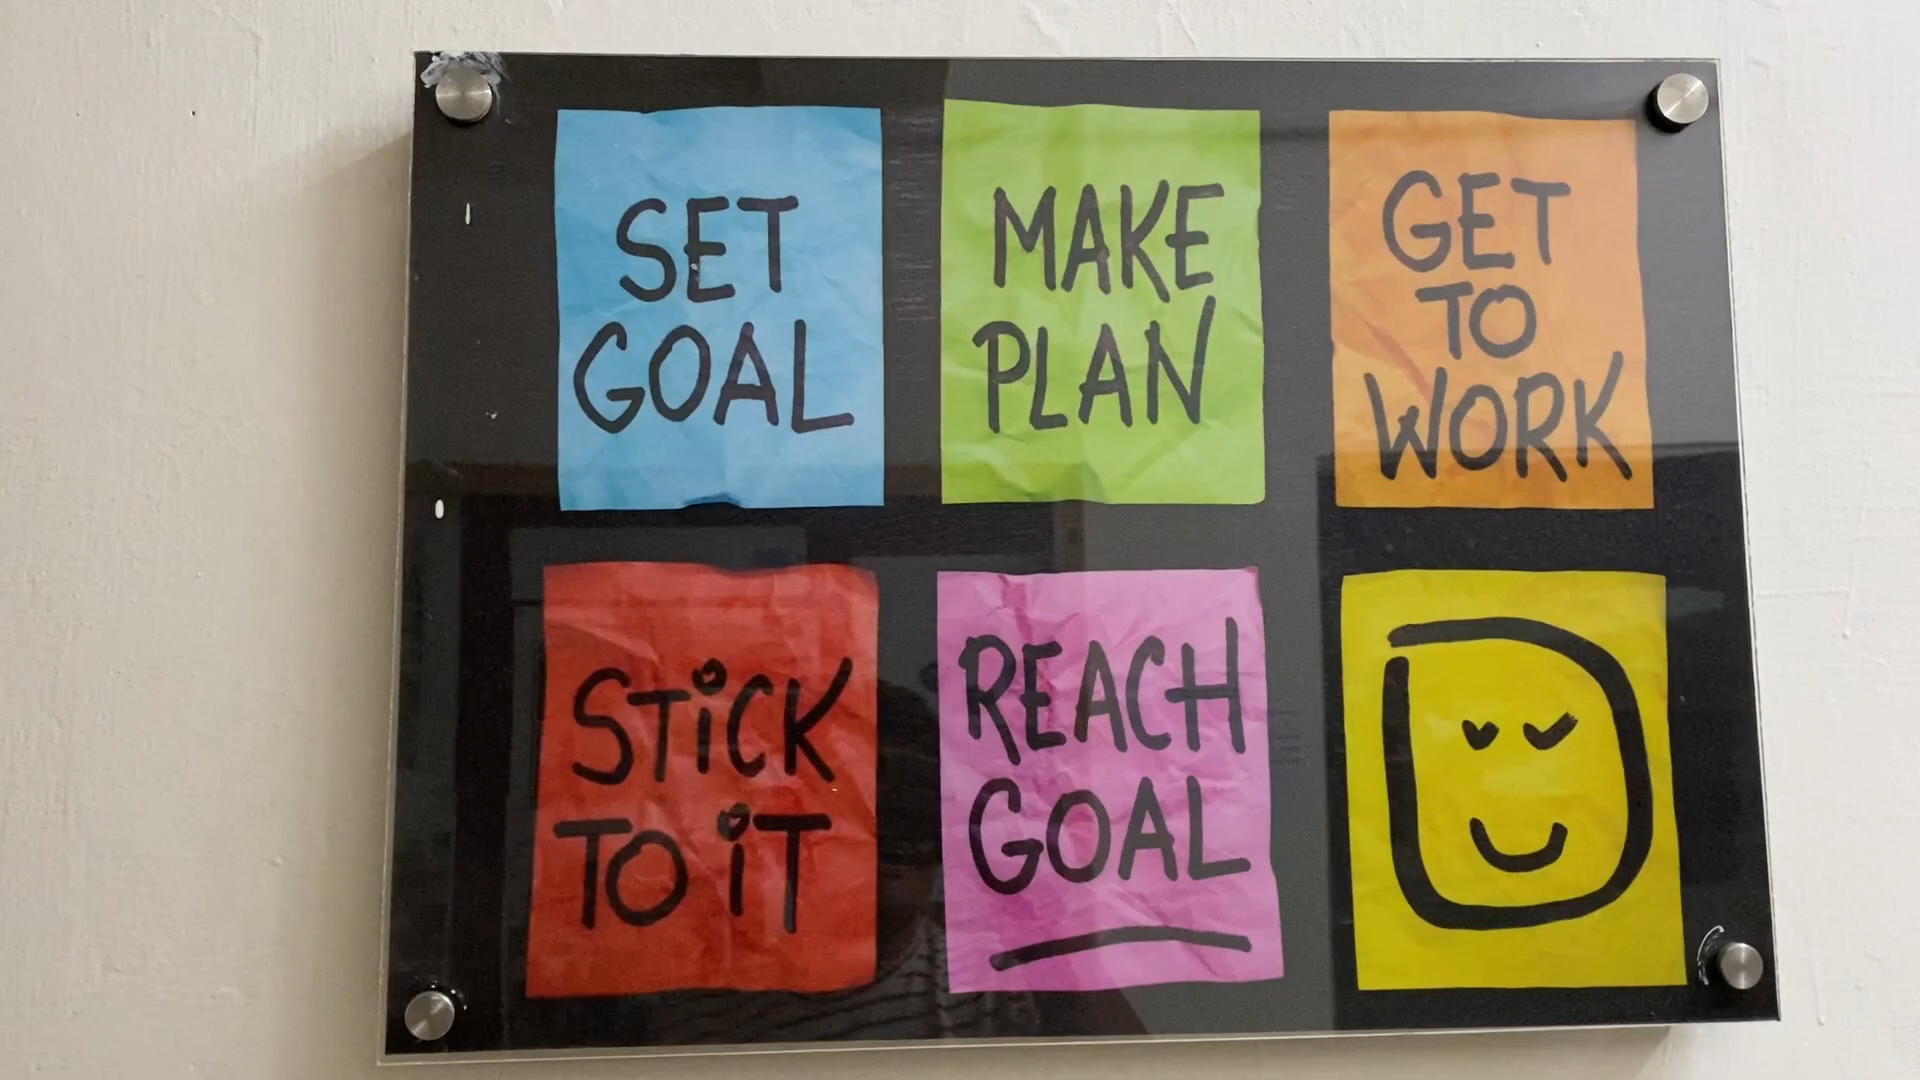 SET
GOAL
MAKE
PLAN
GET
TO
WORK
STiCK
TO iT
REACH
GOAL